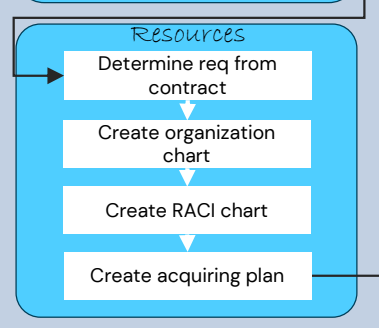 Resources
Determine req from
contract
Create organization
chart
Create RACI chart
Create acquiring plan